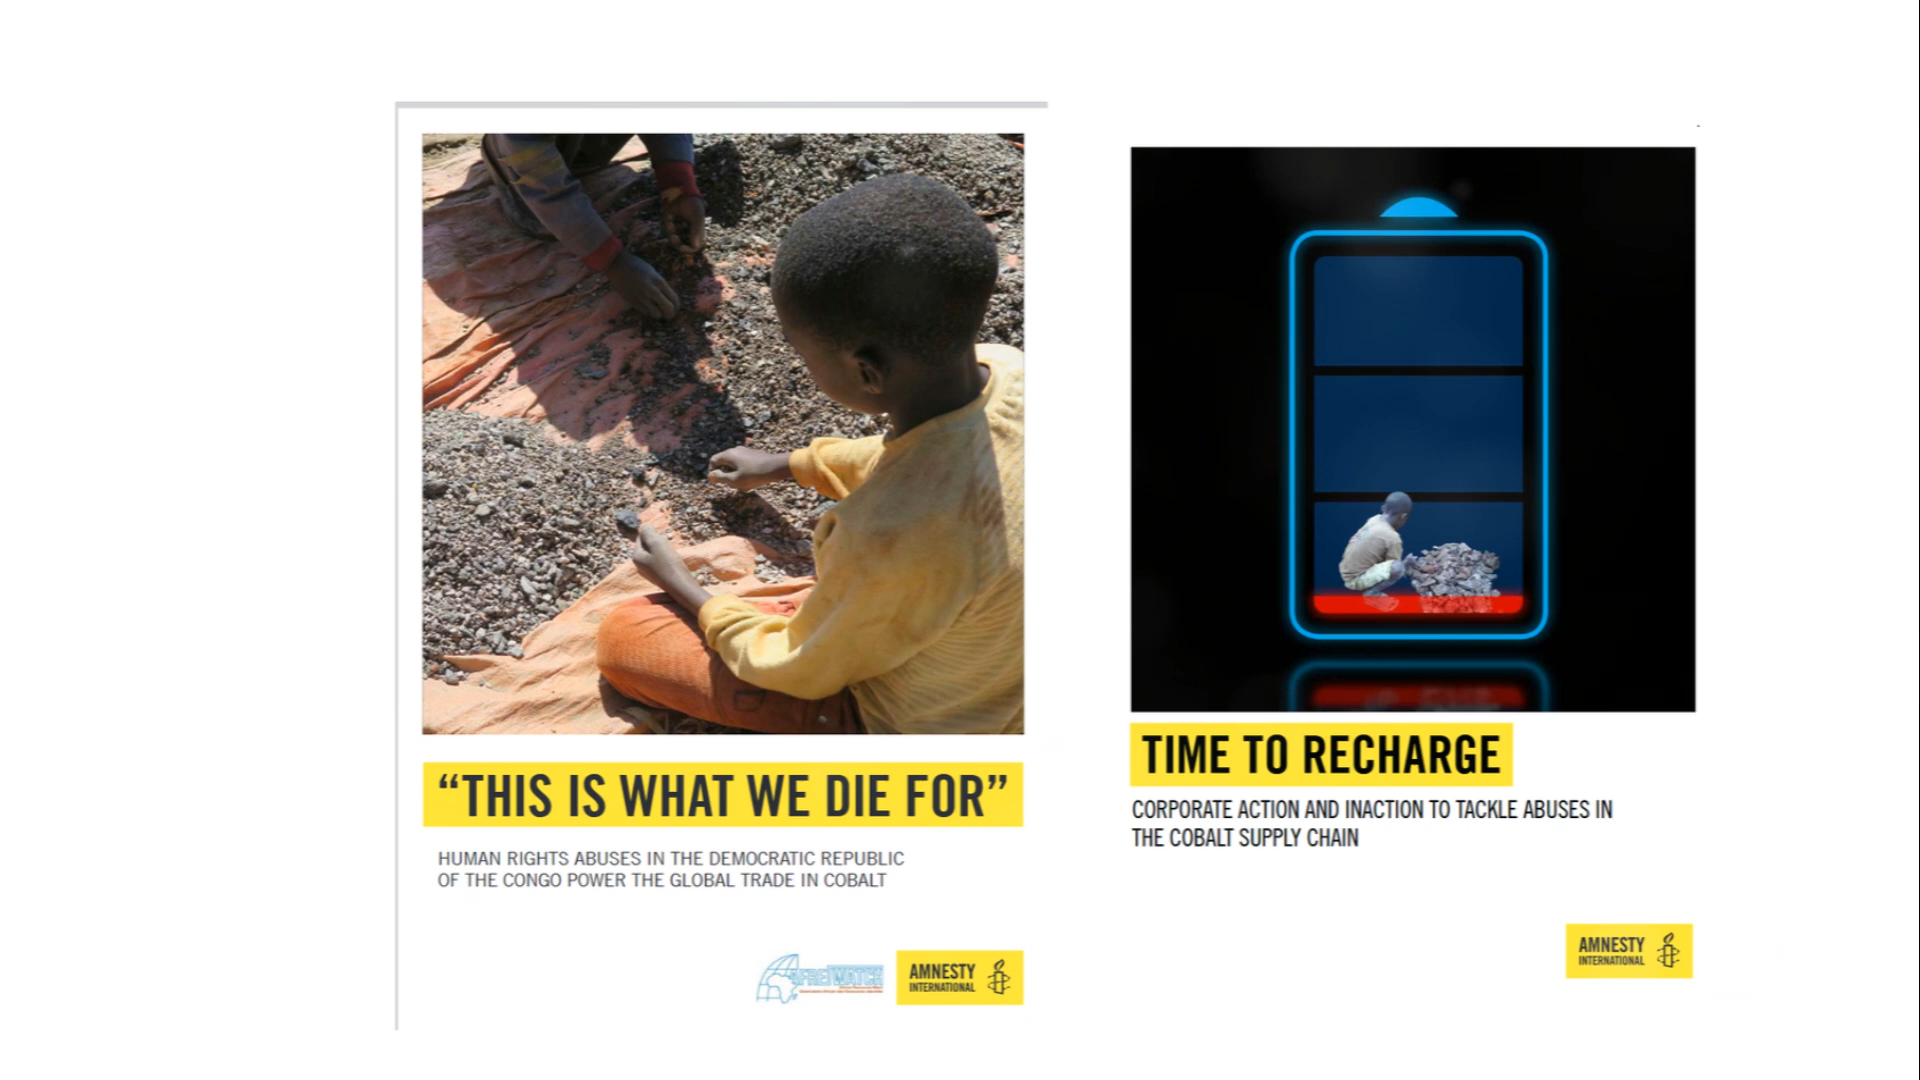 “THIS IS WHAT WE DIE FOR”
HUMAN RIGHTS ABUSES IN THE DEMOCRATIC REPUBLIC
OF THE CONGO POWER THE GLOBAL TRADE IN COBALT
AFREWATCH
AMNESTY
INTERNATIONAL
TIME TO RECHARGE
CORPORATE ACTION AND INACTION TO TACKLE ABUSES IN
THE COBALT SUPPLY CHAIN
AMNESTY
INTERNATIONAL